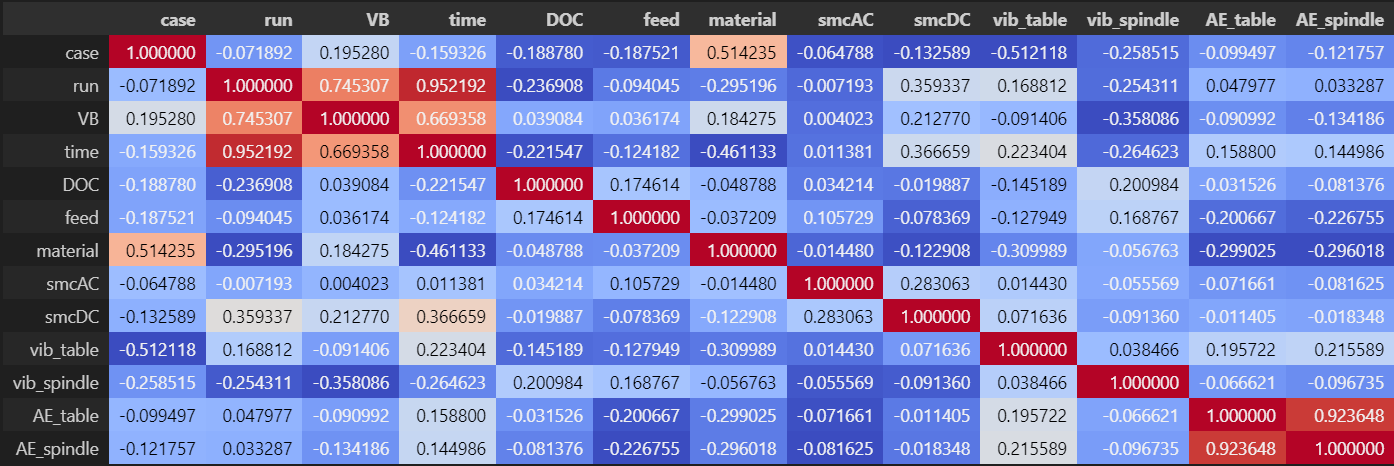 case run VB time DOC feed material smcAC smcDC vib_table vib_spindle AE_table AE_spindle
case 1.000000 -0.071892 0.195280 -0.159326 -0.188780 -0.187521 0.514235 -0.064788 -0.132589 -0.512118 -0.258515 -0.099497 -0.121757
run -0.071892 1.000000 0.745307 0.952192 -0.236908 -0.094045 -0.295196 -0.007193 0.359337 0.168812 -0.254311 0.047977 0.033287
VB 0.195280 0.745307 1.000000 0.669358 0.039084 0.036174 0.184275 0.004023 0.212770 -0.091406 -0.358086 -0.090992 -0.134186
time -0.159326 0.952192 0.669358 1.000000 -0.221547 -0.124182 -0.461133 0.011381 0.366659 0.223404 -0.264623 0.158800 0.144986
DOC -0.188780 -0.236908 0.039084 -0.221547 1.000000 0.174614 -0.048788 0.034214 -0.019887 -0.145189 0.200984 -0.031526 -0.081376
feed -0.187521 -0.094045 0.036174 -0.124182 0.174614 1.000000 -0.037209 0.105729 -0.078369 -0.127949 0.168767 -0.200667 -0.226755
material 0.514235 -0.295196 0.184275 -0.461133 -0.048788 -0.037209 1.000000 -0.014480 -0.122908 -0.309989 -0.056763 -0.299025 -0.296018
smcAC -0.064788 -0.007193 0.004023 0.011381 0.034214 0.105729 -0.014480 1.000000 0.283063 0.014430 -0.055569 -0.071661 -0.081625
smcDC -0.132589 0.359337 0.212770 0.366659 -0.019887 -0.078369 -0.122908 0.283063 1.000000 0.071636 -0.091360 -0.011405 -0.018348
vib_table -0.512118 0.168812 -0.091406 0.223404 -0.145189 -0.127949 -0.309989 0.014430 0.071636 1.000000 0.038466 0.195722 0.215589
vib_spindle -0.258515 -0.254311 -0.358086 -0.264623 0.200984 0.168767 -0.056763 -0.055569 -0.091360 0.038466 1.000000 -0.066621 -0.096735
AE_table -0.099497 0.047977 -0.090992 0.158800 -0.031526 -0.200667 -0.299025 -0.071661 -0.011405 0.195722 -0.066621 1.000000 0.923648
AE_spindle -0.121757 0.033287 -0.134186 0.144986 -0.081376 -0.226755 -0.296018 -0.081625 -0.018348 0.215589 -0.096735 0.923648 1.000000